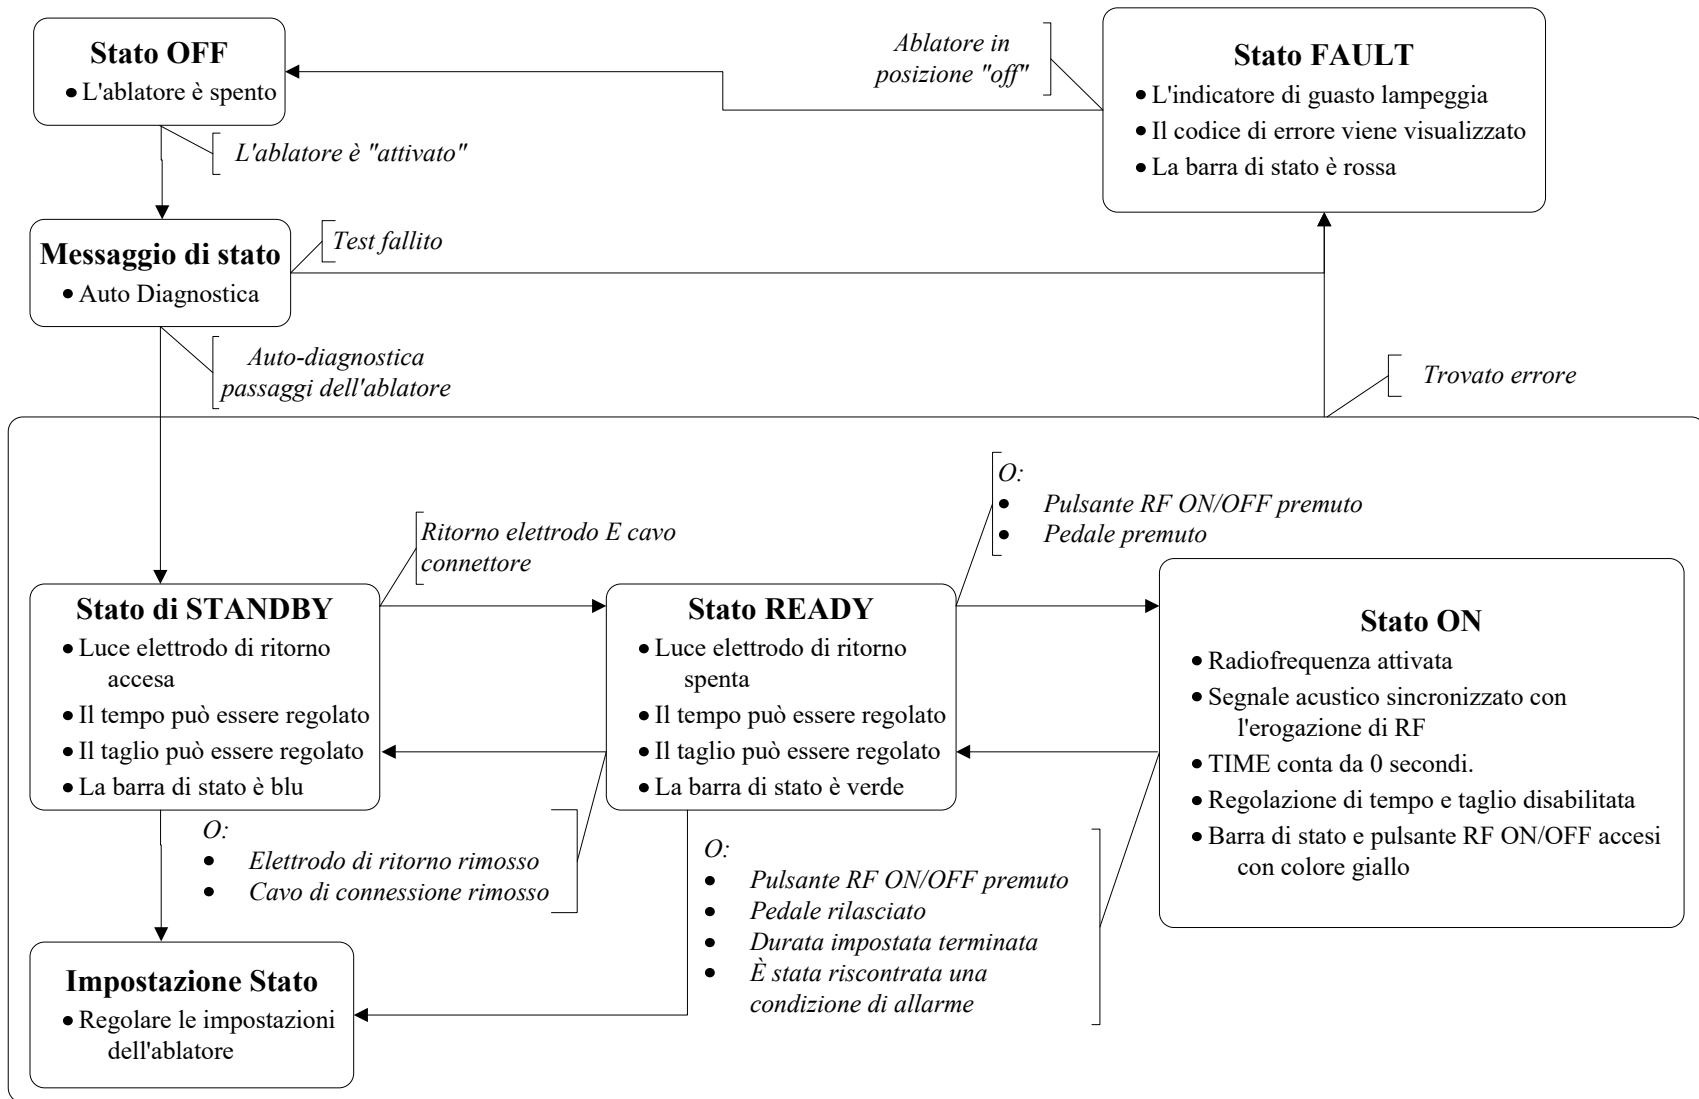 Stato OFF
• L'ablatore è spento
Ablatore in
posizione "off"
Stato FAULT
• L'indicatore di guasto lampeggia
• Il codice di errore viene visualizzato
• La barra di stato è rossa
L'ablatore è "attivato"
Messaggio di stato
• Auto Diagnostica
Test fallito
Auto-diagnostica
passaggi dell'ablatore
Trovato errore
O:
• Pulsante RF ON/OFF premuto
• Pedale premuto
Ritorno elettrodo E cavo
connettore
Stato di STANDBY
• Luce elettrodo di ritorno
accesa
• Il tempo può essere regolato
• Il taglio può essere regolato
• La barra di stato è blu
Stato READY
• Luce elettrodo di ritorno
spenta
• Il tempo può essere regolato
• Il taglio può essere regolato
• La barra di stato è verde
Stato ON
• Radiofrequenza attivata
• Segnale acustico sincronizzato con
l'erogazione di RF
• TIME conta da 0 secondi.
• Regolazione di tempo e taglio disabilitata
• Barra di stato e pulsante RF ON/OFF accesi
con colore giallo
O:
• Elettrodo di ritorno rimosso
• Cavo di connessione rimosso
O:
• Pulsante RF ON/OFF premuto
• Pedale rilasciato
• Durata impostata terminata
• È stata riscontrata una
condizione di allarme
Impostazione Stato
• Regolare le impostazioni
dell'ablatore